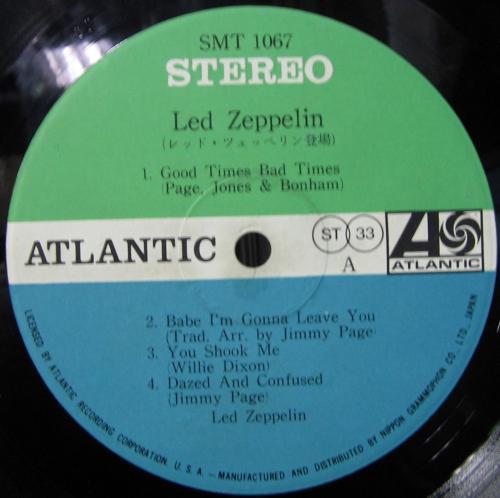 SMT 1067
STEREO
Led Zeppelin
(レッド・ツェッペリン登場)
1. Good Times Bad Times
(Page, Jones & Bonham)
ATLANTIC
ST 33
A
ATLANTIC
2. Babe I'm Gonna Leave You
(Trad. Arr. by Jimmy Page)
3. You Shook Me
(Willie Dixon)
4. Dazed And Confused
(Jimmy Page)
Led Zeppelin
LICENSED BY ATLANTIC RECORDING CORPORATION, U. S. A. – MANUFACTURED AND DISTRIBUTED BY NIPPON GRAMMOPHON CO. LTD., JAPAN